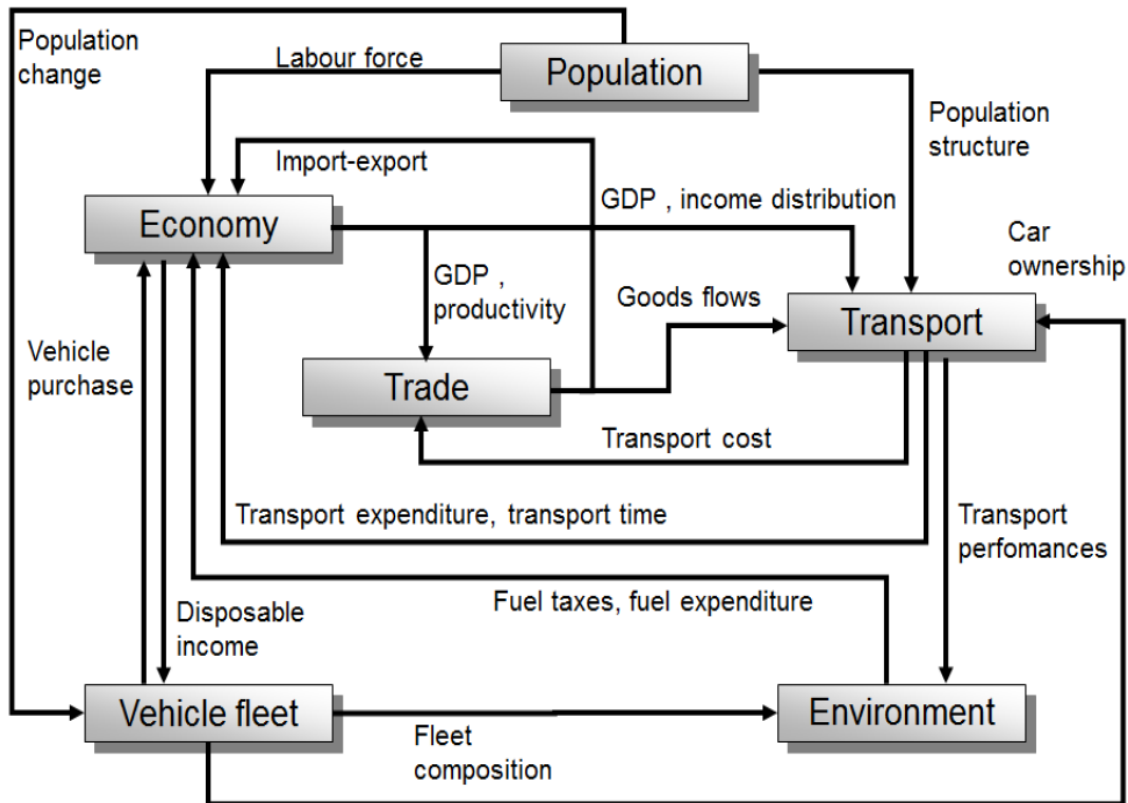 Population
change
Labour force
Population
Population
structure
Import-export
Economy
GDP , income distribution
Car
ownership
GDP ,
productivity
Goods flows
Transport
Vehicle
purchase
Trade
Transport cost
Transport expenditure, transport time
Transport
perfomances
Fuel taxes, fuel expenditure
Disposable
income
Vehicle fleet
Environment
Fleet
composition